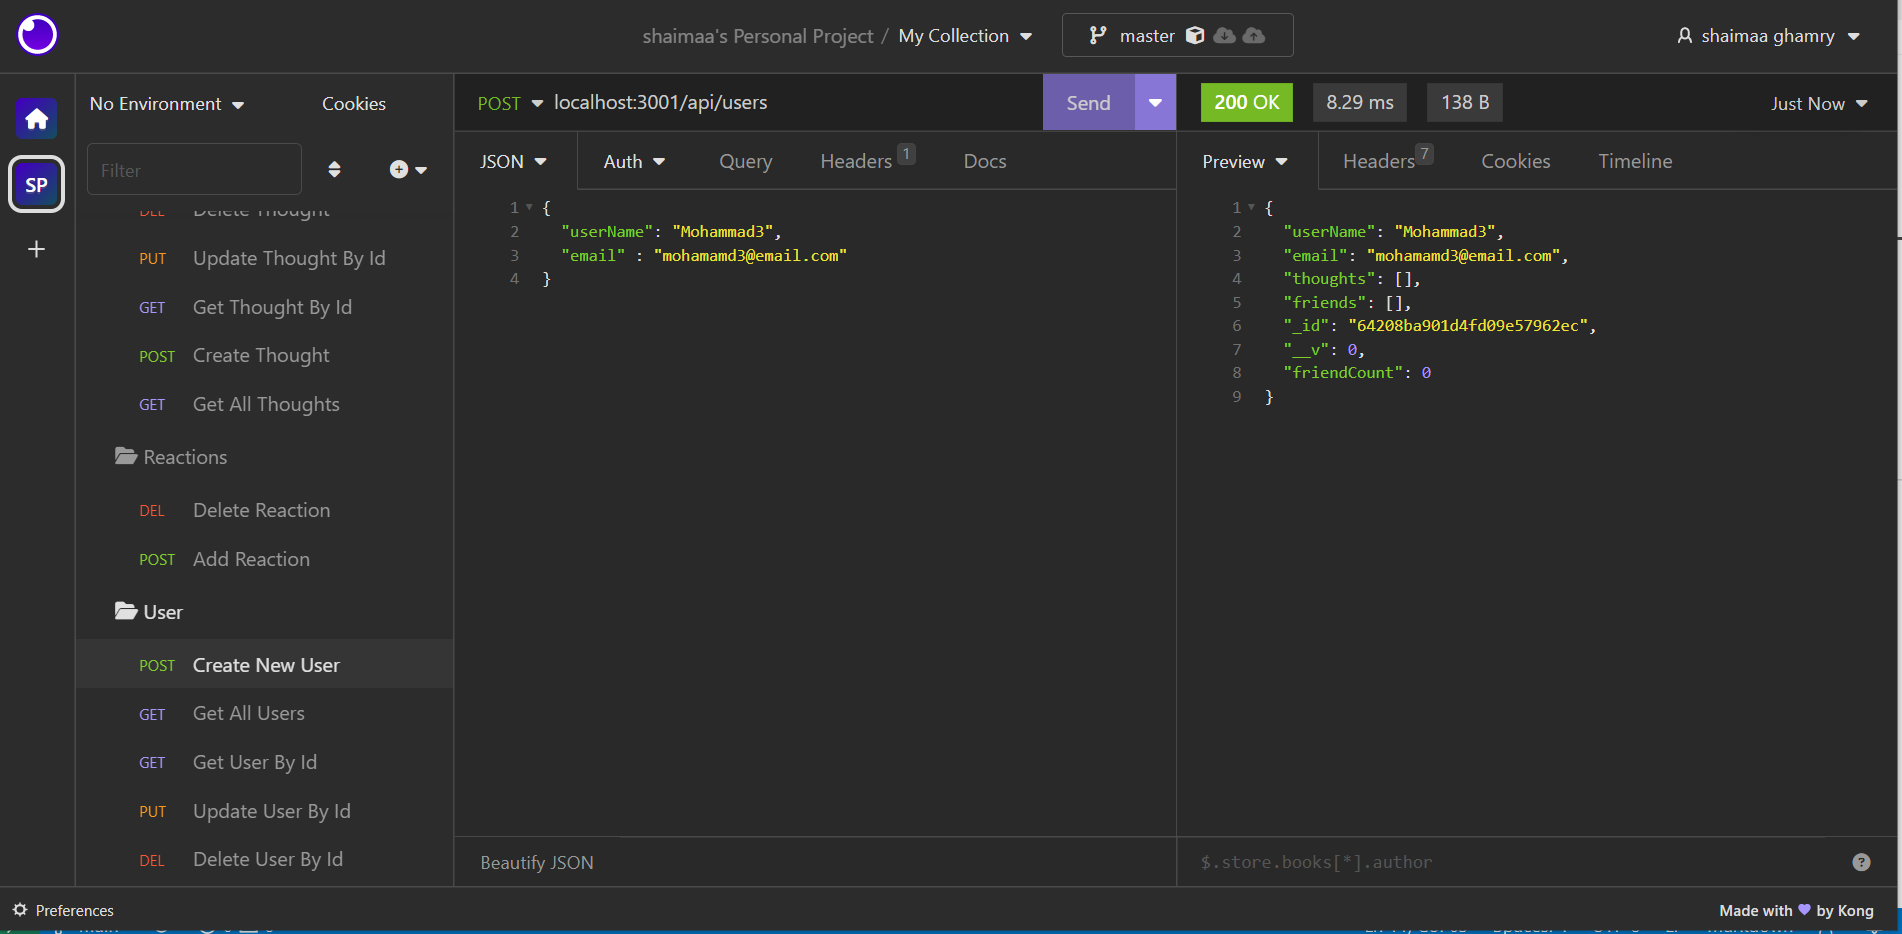 shaimaa's Personal Project / My Collection
master
shaimaa ghamry
No Environment
Cookies
Filter
SP
Delete Thought
PUT Update Thought By Id
GET Get Thought By Id
POST Create Thought
GET Get All Thoughts
Reactions
DEL Delete Reaction
POST Add Reaction
User
POST Create New User
GET Get All Users
GET Get User By Id
PUT Update User By Id
DEL Delete User By Id
POST localhost:3001/api/users
Send
JSON Auth Query Headers 1 Docs
1 {
2 "userName": "Mohammad3",
3 "email" : "mohamamd3@email.com"
4 }
Beautify JSON
200 OK 8.29 ms 138 B Just Now
Preview Headers 7 Cookies Timeline
1 {
2 "userName": "Mohammad3",
3 "email": "mohamamd3@email.com",
4 "thoughts": [],
5 "friends": [],
6 "_id": "64208ba901d4fd09e57962ec",
7 "__v": 0,
8 "friendCount": 0
9 }
$.store.books[*].author
?
Preferences
Made with by Kong